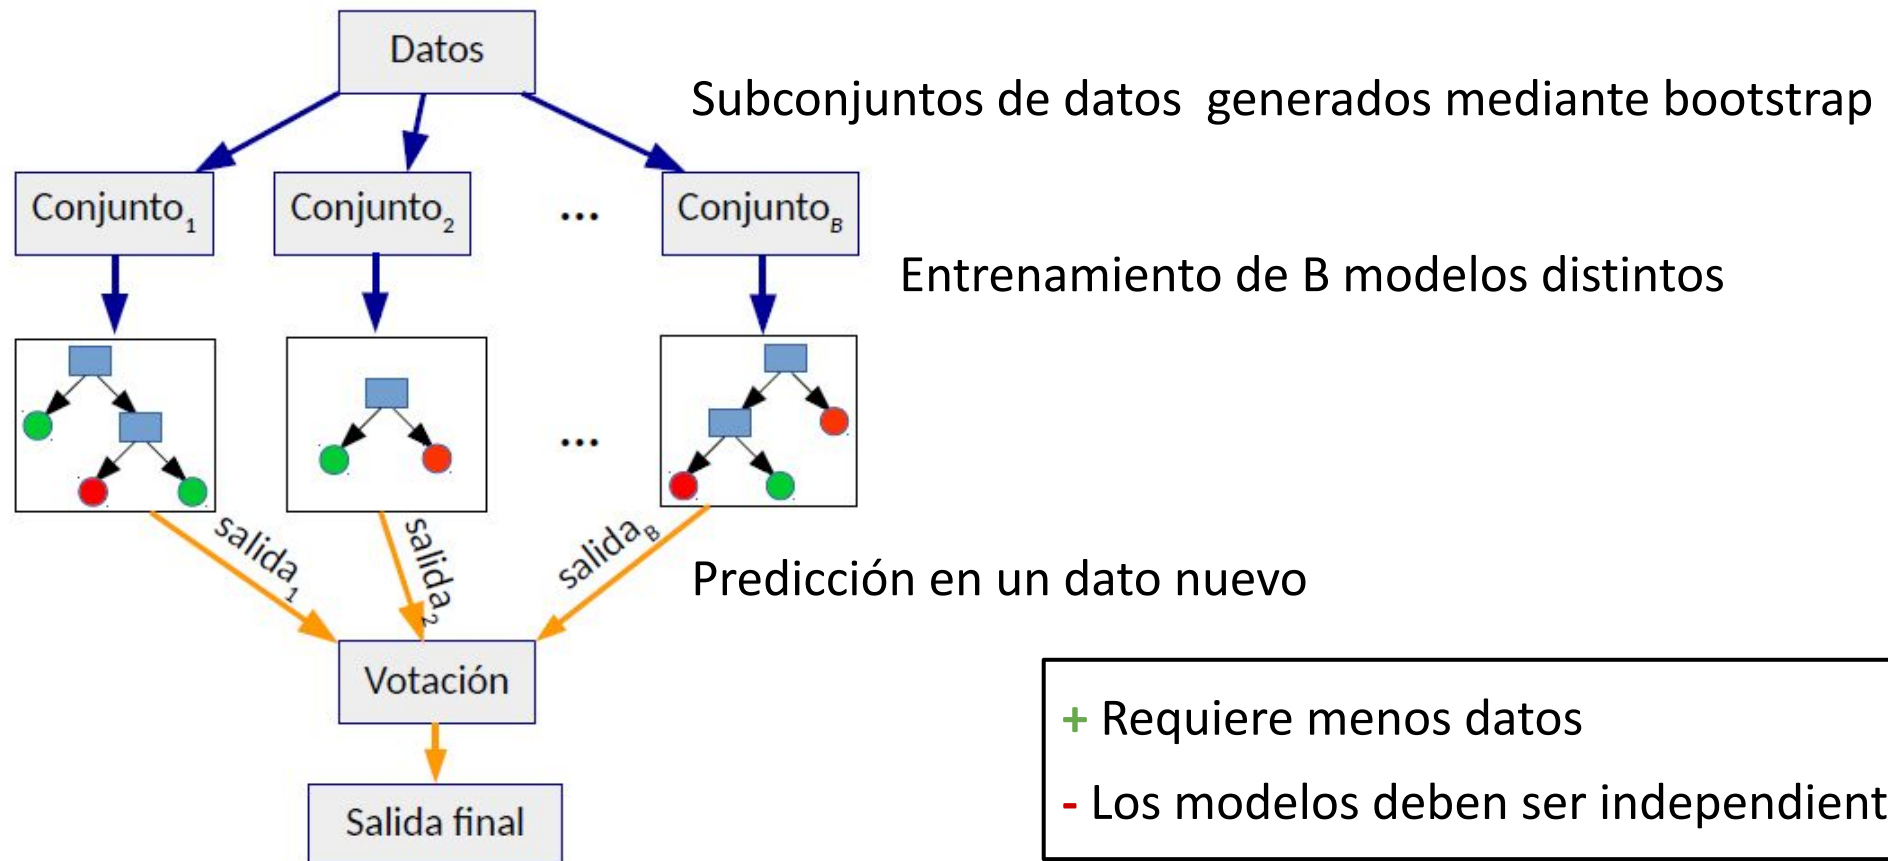 Datos
Subconjuntos de datos  generados mediante bootstrap
Conjunto1
Conjunto2
...
ConjuntoB
Entrenamiento de B modelos distintos
...
salida1
salida2
salidaB
Predicción en un dato nuevo
Votación
Salida final
+ Requiere menos datos
- Los modelos deben ser independient